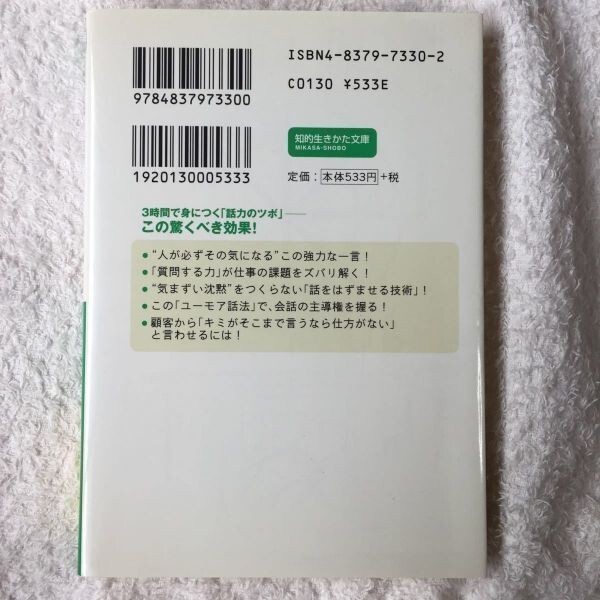 ISBN4-8379-7330-2
C0130 ¥533E
9784837973300
知的生きかた文庫
MIKASA-SHOBO
1920130005333
定価：本体533円+税
3時間で身につく「話力のツボ」――
この驚くべき効果！
●“人が必ずその気になる”この強力な一言！
●「質問する力」が仕事の課題をズバリ解く！
●“気まずい沈黙”をつくらない「話をはずませる技術」！
●この「ユーモア話法」で、会話の主導権を握る！
●顧客から「キミがそこまで言うなら仕方がない」
と言わせるには！